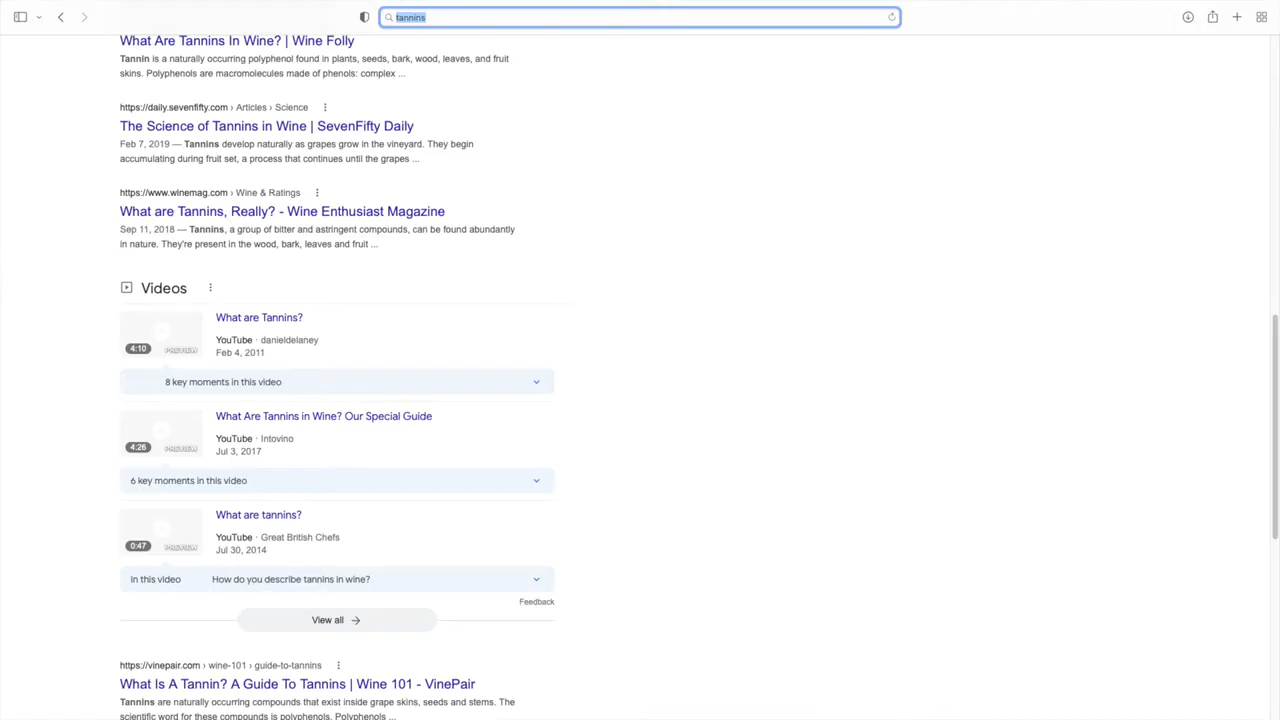 tannins
What Are Tannins In Wine? | Wine Folly
Tannin is a naturally occurring polyphenol found in plants, seeds, bark, wood, leaves, and fruit
skins. Polyphenols are macromoleicules made of phenols: complex ...
https://daily.sevenfifty.com › Articles › Science
The Science of Tannins in Wine | SevenFifty Daily
Feb 7, 2019 — Tannins develop naturally as grapes grow in the vineyard. They begin
accumulating during fruit set, a process that continues until the grapes ...
https://www.winemag.com › Wine & Ratings
What are Tannins, Really? - Wine Enthusiast Magazine
Sep 11, 2018 — Tannins, a group of bitter and astringent compounds, can be found abundantly
in nature. They're present in the wood, bark, leaves and fruit ...
Videos
What are Tannins?
YouTube · danieldelaney
4:10 PREVIEW
Feb 4, 2011
8 key moments in this video
What Are Tannins in Wine? Our Special Guide
YouTube · Intovino
4:26 PREVIEW
Jul 3, 2017
6 key moments in this video
What are tannins?
YouTube · Great British Chefs
0:47 PREVIEW
Jul 30, 2014
In this video How do you describe tannins in wine?
Feedback
View all
https://vinepair.com › wine-101 › guide-to-tannins
What Is A Tannin? A Guide To Tannins | Wine 101 - VinePair
Tannins are naturally occurring compounds that exist inside grape skins, seeds and stems. The
scientific word for these compounds is polyphenols. Polyphenols ...